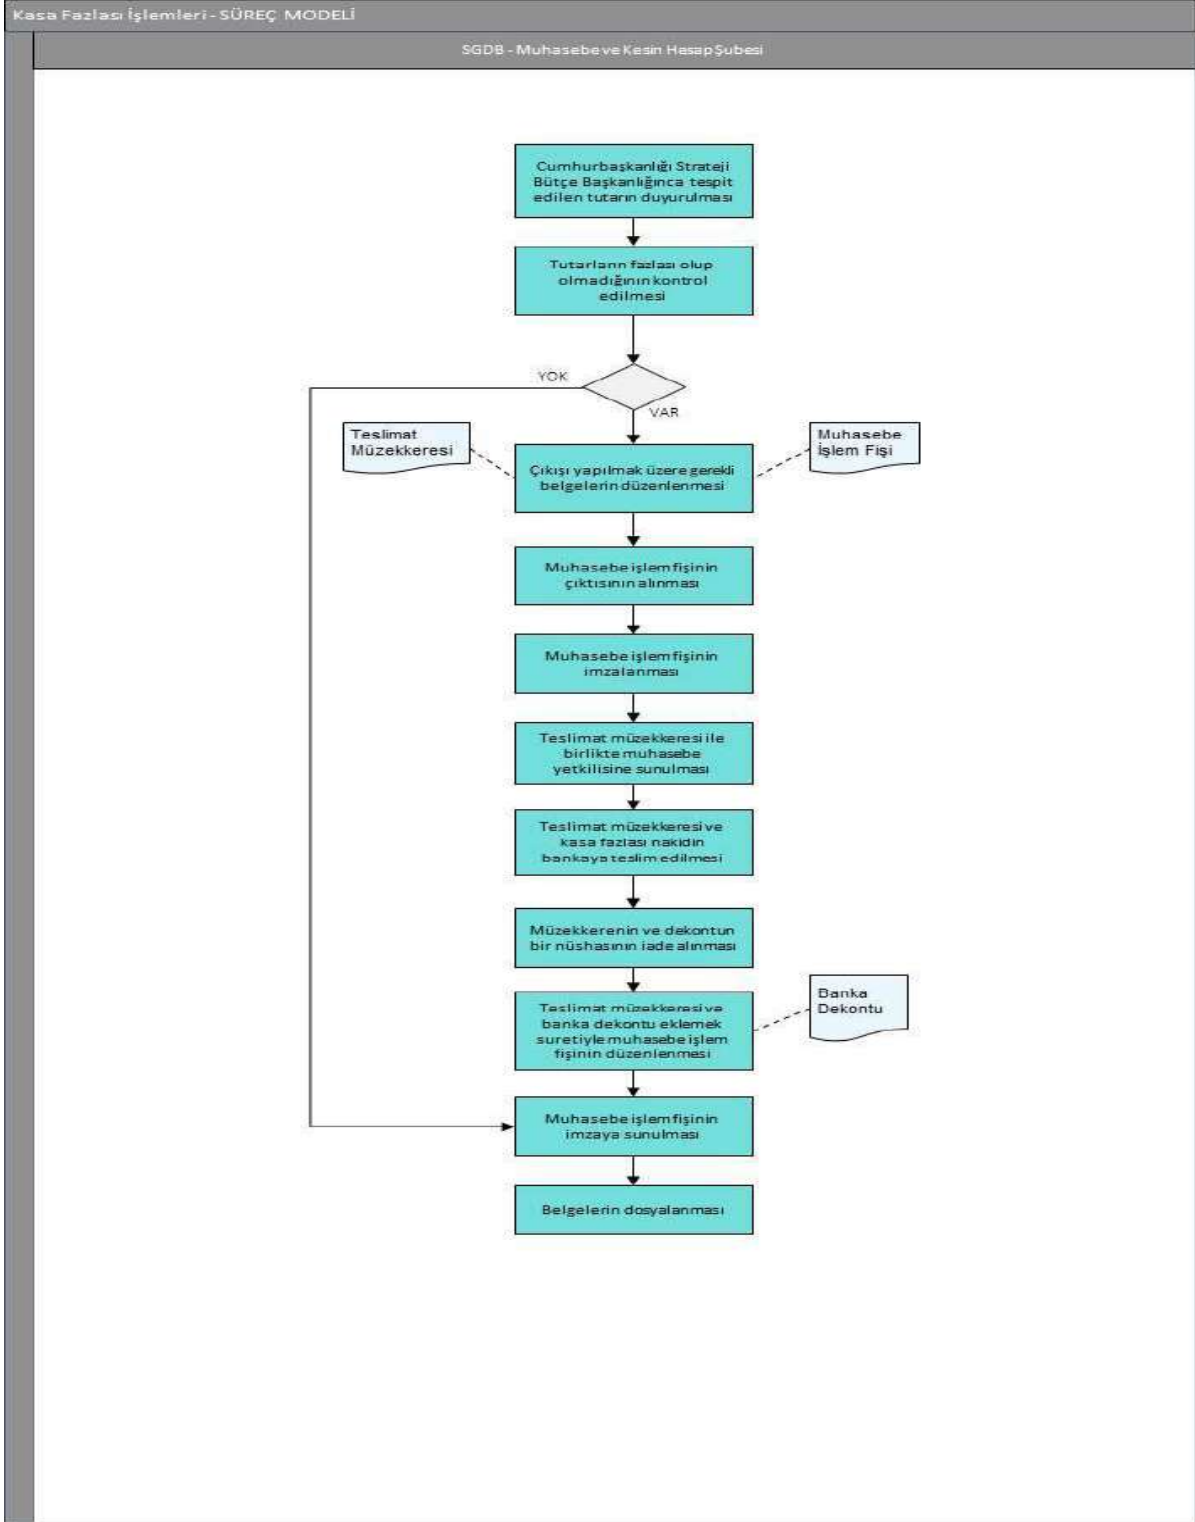 Kasa Fazlası İşlemleri - SÜREÇ MODELİ
SGDB - Muhasebe ve Kesin Hesap Şubesi
Cumhurbaşkanlığı Strateji
Bütçe Başkanlığınca tespit
edilen tutarın duyurulması
Tutarların fazlası olup
olmadığının kontrol
edilmesi
YOK
VAR
Teslimat
Müzekkeresi
Muhasebe
İşlem Fişi
Çıkışı yapılmak üzere gerekli
belgelerin düzenlenmesi
Muhasebe işlem fişinin
çıktısının alınması
Muhasebe işlem fişinin
imzalanması
Teslimat müzekkeresi ile
birlikte muhasebe
yetkilisine sunulması
Teslimat müzekkeresi ve
kasa fazlası nakidin
bankaya teslim edilmesi
Müzekkerenin ve dekontun
bir nüshasının iade alınması
Banka
Dekontu
Teslimat müzekkeresi ve
banka dekontu eklemek
suretiyle muhasebe işlem
fişinin düzenlenmesi
Muhasebe işlem fişinin
imzaya sunulması
Belgelerin dosyalanması